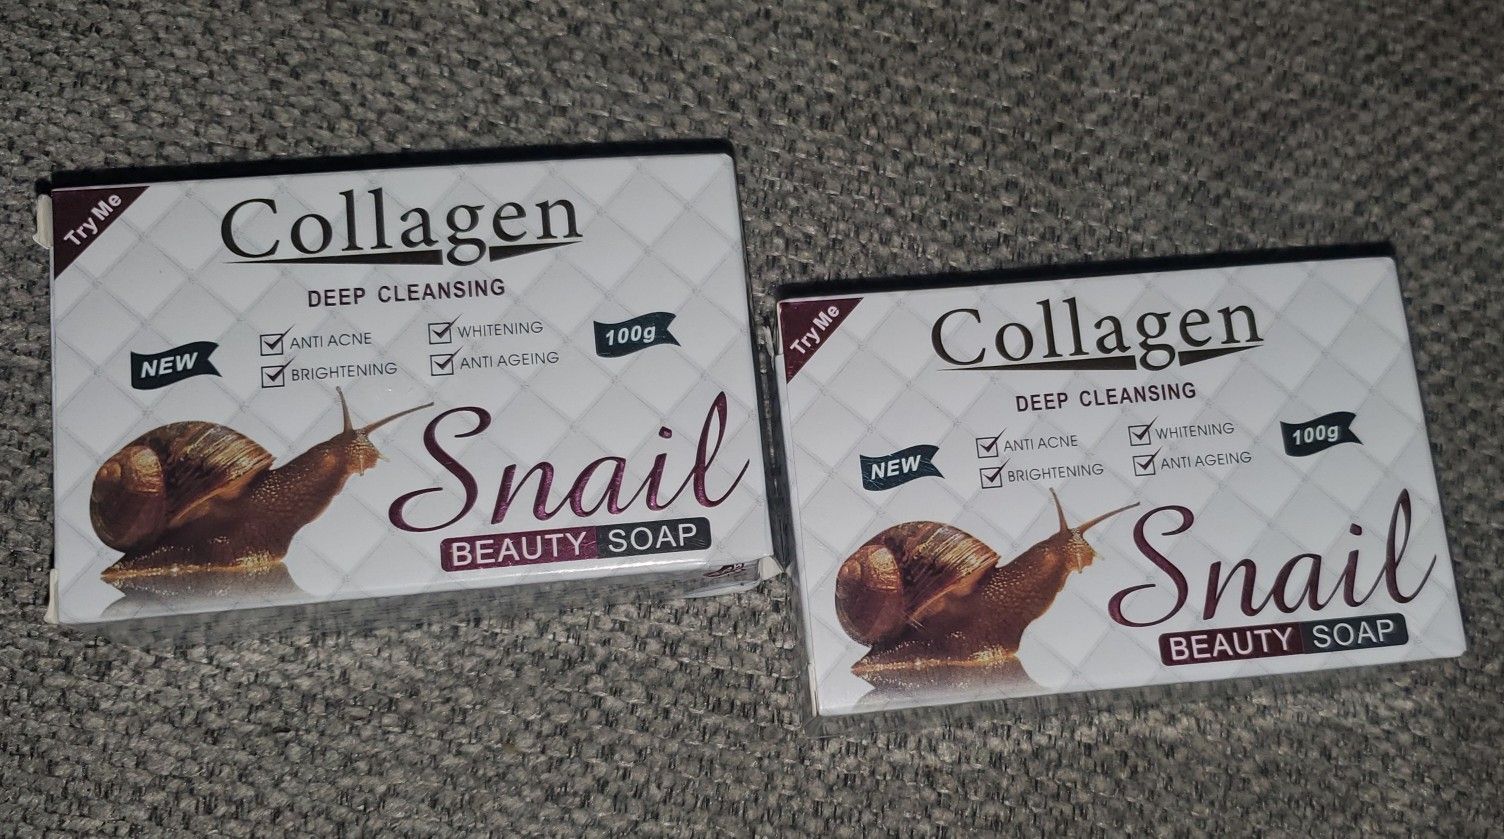 Try Me
Collagen
DEEP CLEANSING
ANTI ACNE
WHITENING
BRIGHTENING
ANTI AGEING
NEW
100g
Snail
BEAUTY SOAP
Try Me
Collagen
DEEP CLEANSING
ANTI ACNE
WHITENING
BRIGHTENING
ANTI AGEING
NEW
100g
Snail
BEAUTY SOAP